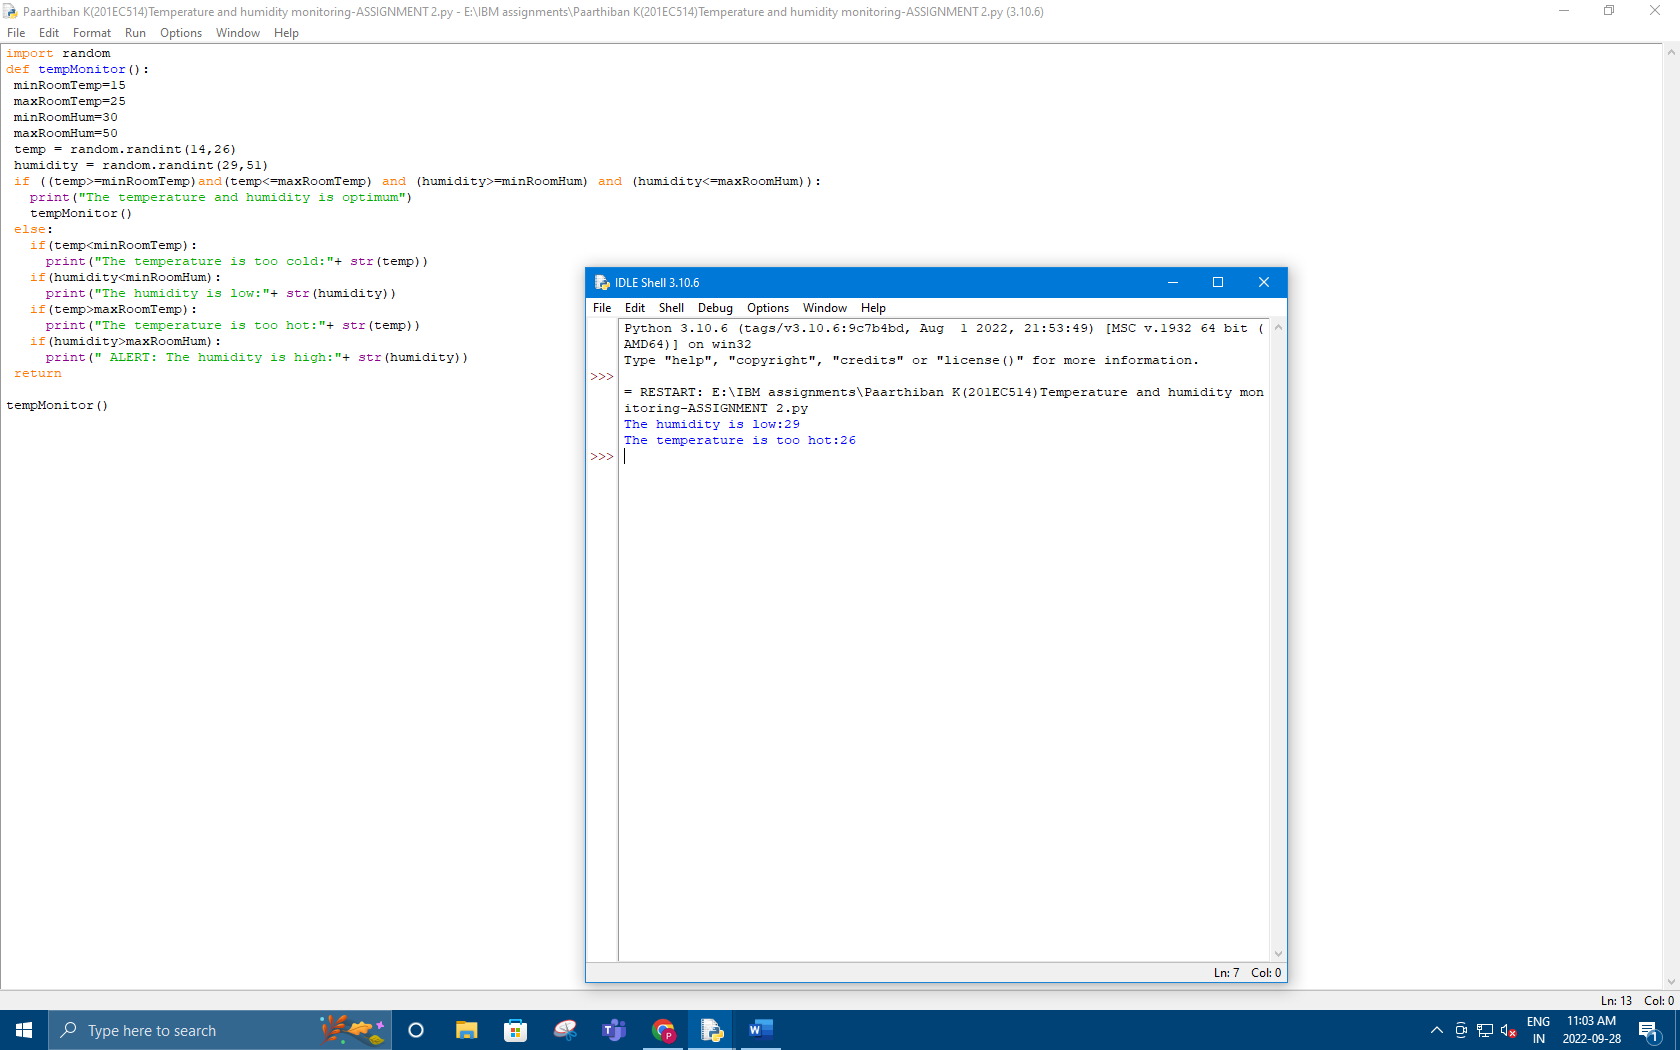 Paarthiban K(201EC514)Temperature and humidity monitoring-ASSIGNMENT 2.py - E:\IBM assignments\Paarthiban K(201EC514)Temperature and humidity monitoring-ASSIGNMENT 2.py (3.10.6)
File Edit Format Run Options Window Help
import random
def tempMonitor():
 minRoomTemp=15
 maxRoomTemp=25
 minRoomHum=30
 maxRoomHum=50
 temp = random.randint(14,26)
 humidity = random.randint(29,51)
 if ((temp>=minRoomTemp)and(temp<=maxRoomTemp) and (humidity>=minRoomHum) and (humidity<=maxRoomHum)):
   print("The temperature and humidity is optimum")
   tempMonitor()
 else:
   if(temp<minRoomTemp):
     print("The temperature is too cold:"+ str(temp))
   if(humidity<minRoomHum):
     print("The humidity is low:"+ str(humidity))
   if(temp>maxRoomTemp):
     print("The temperature is too hot:"+ str(temp))
   if(humidity>maxRoomHum):
     print(" ALERT: The humidity is high:"+ str(humidity))
 return
tempMonitor()
IDLE Shell 3.10.6
File Edit Shell Debug Options Window Help
Python 3.10.6 (tags/v3.10.6:9c7b4bd, Aug  1 2022, 21:53:49) [MSC v.1932 64 bit (
AMD64)] on win32
Type "help", "copyright", "credits" or "license()" for more information.
>>>
= RESTART: E:\IBM assignments\Paarthiban K(201EC514)Temperature and humidity mon
itoring-ASSIGNMENT 2.py
The humidity is low:29
The temperature is too hot:26
>>>
Ln: 7 Col: 0
Ln: 13 Col: 0
Type here to search
ENG
IN
11:03 AM
2022-09-28
1